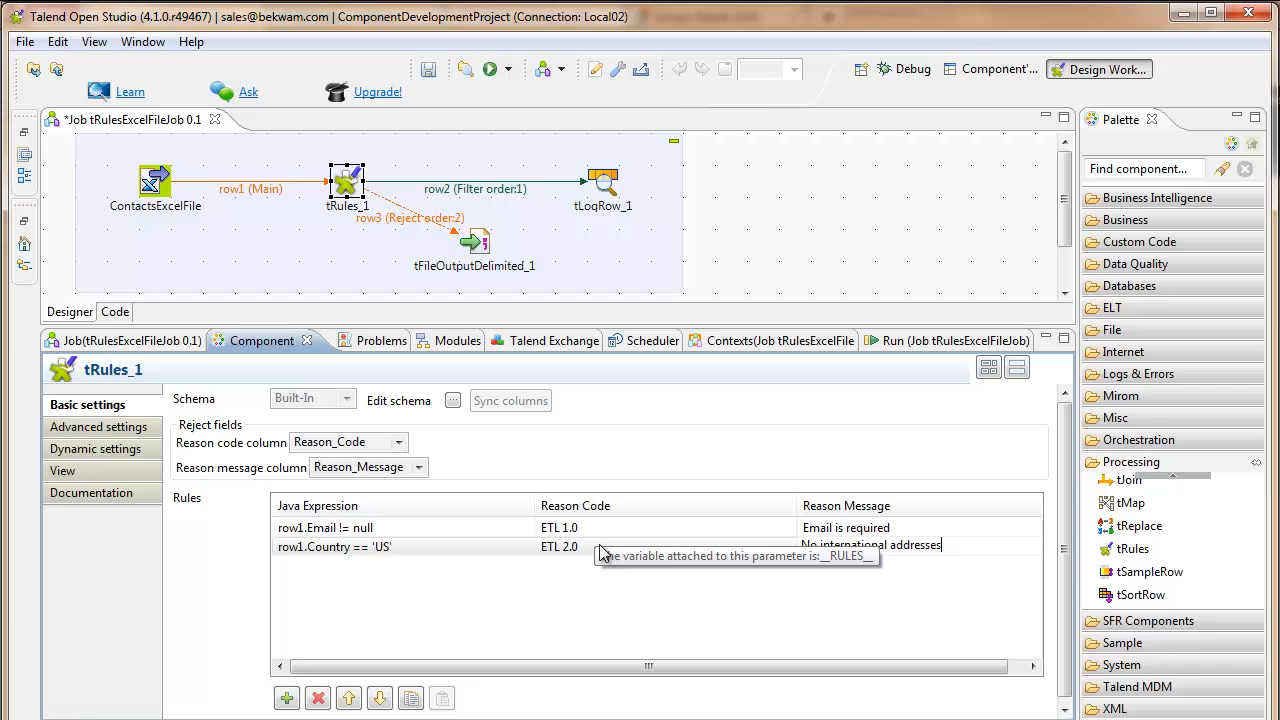 Talend Open Studio (4.1.0.r49467) | sales@bekwam.com | ComponentDevelopmentProject (Connection: Local02)
File Edit View Window Help
Debug Component'... Design Work...
Learn Ask Upgrade!
*Job tRulesExcelFileJob 0.1
Palette
Find component...
row1 (Main) row2 (Filter order:1)
ContactsExcelFile tRules_1 tLogRow_1
row3 (Reject order:2)
tFileOutputDelimited_1
Designer Code
Job(tRulesExcelFileJob 0.1) Component Problems Modules Talend Exchange Scheduler Contexts(Job tRulesExcelFile Run (Job tRulesExcelFileJob)
tRules_1
Basic settings
Advanced settings
Dynamic settings
View
Documentation
Schema Built-In Edit schema ... Sync columns
Reject fields
Reason code column Reason_Code
Reason message column Reason_Message
Rules
Java Expression Reason Code Reason Message
row1.Email != null ETL 1.0 Email is required
row1.Country == 'US' ETL 2.0 No international addresses
variable attached to this parameter is:__RULES__
Business Intelligence
Business
Custom Code
Data Quality
Databases
ELT
File
Internet
Logs & Errors
Mirom
Misc
Orchestration
Processing
tJoin
tMap
tReplace
tRules
tSampleRow
tSortRow
SFR Components
Sample
System
Talend MDM
XML